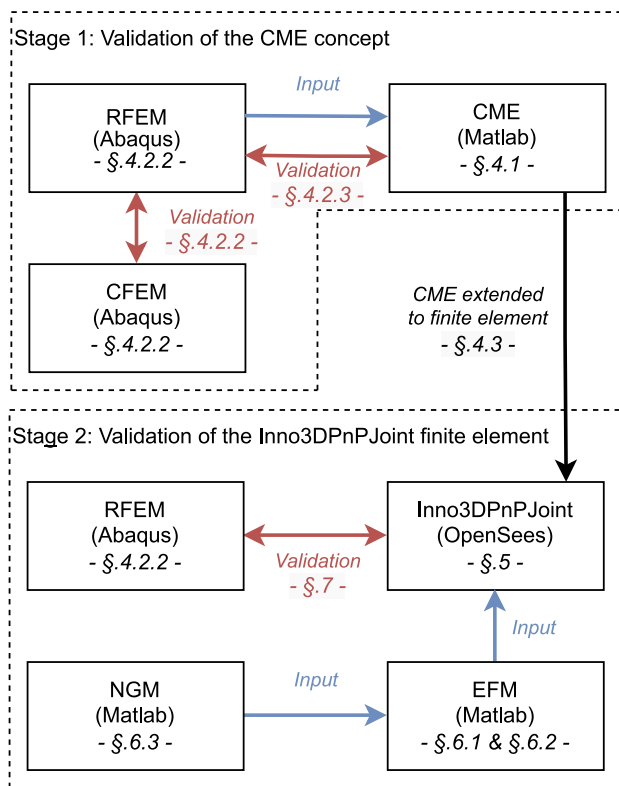 Stage 1: Validation of the CME concept
RFEM
(Abaqus)
- §.4.2.2 -
Input
CME
(Matlab)
- §.4.1 -
Validation
- §.4.2.3 -
Validation
- §.4.2.2 -
CFEM
(Abaqus)
- §.4.2.2 -
CME extended
to finite element
- §.4.3 -
Stage 2: Validation of the Inno3DPnPJoint finite element
RFEM
(Abaqus)
- §.4.2.2 -
Validation
- §.7 -
Inno3DPnPJoint
(OpenSees)
- §.5 -
Input
NGM
(Matlab)
- §.6.3 -
Input
EFM
(Matlab)
- §.6.1 & §.6.2 -